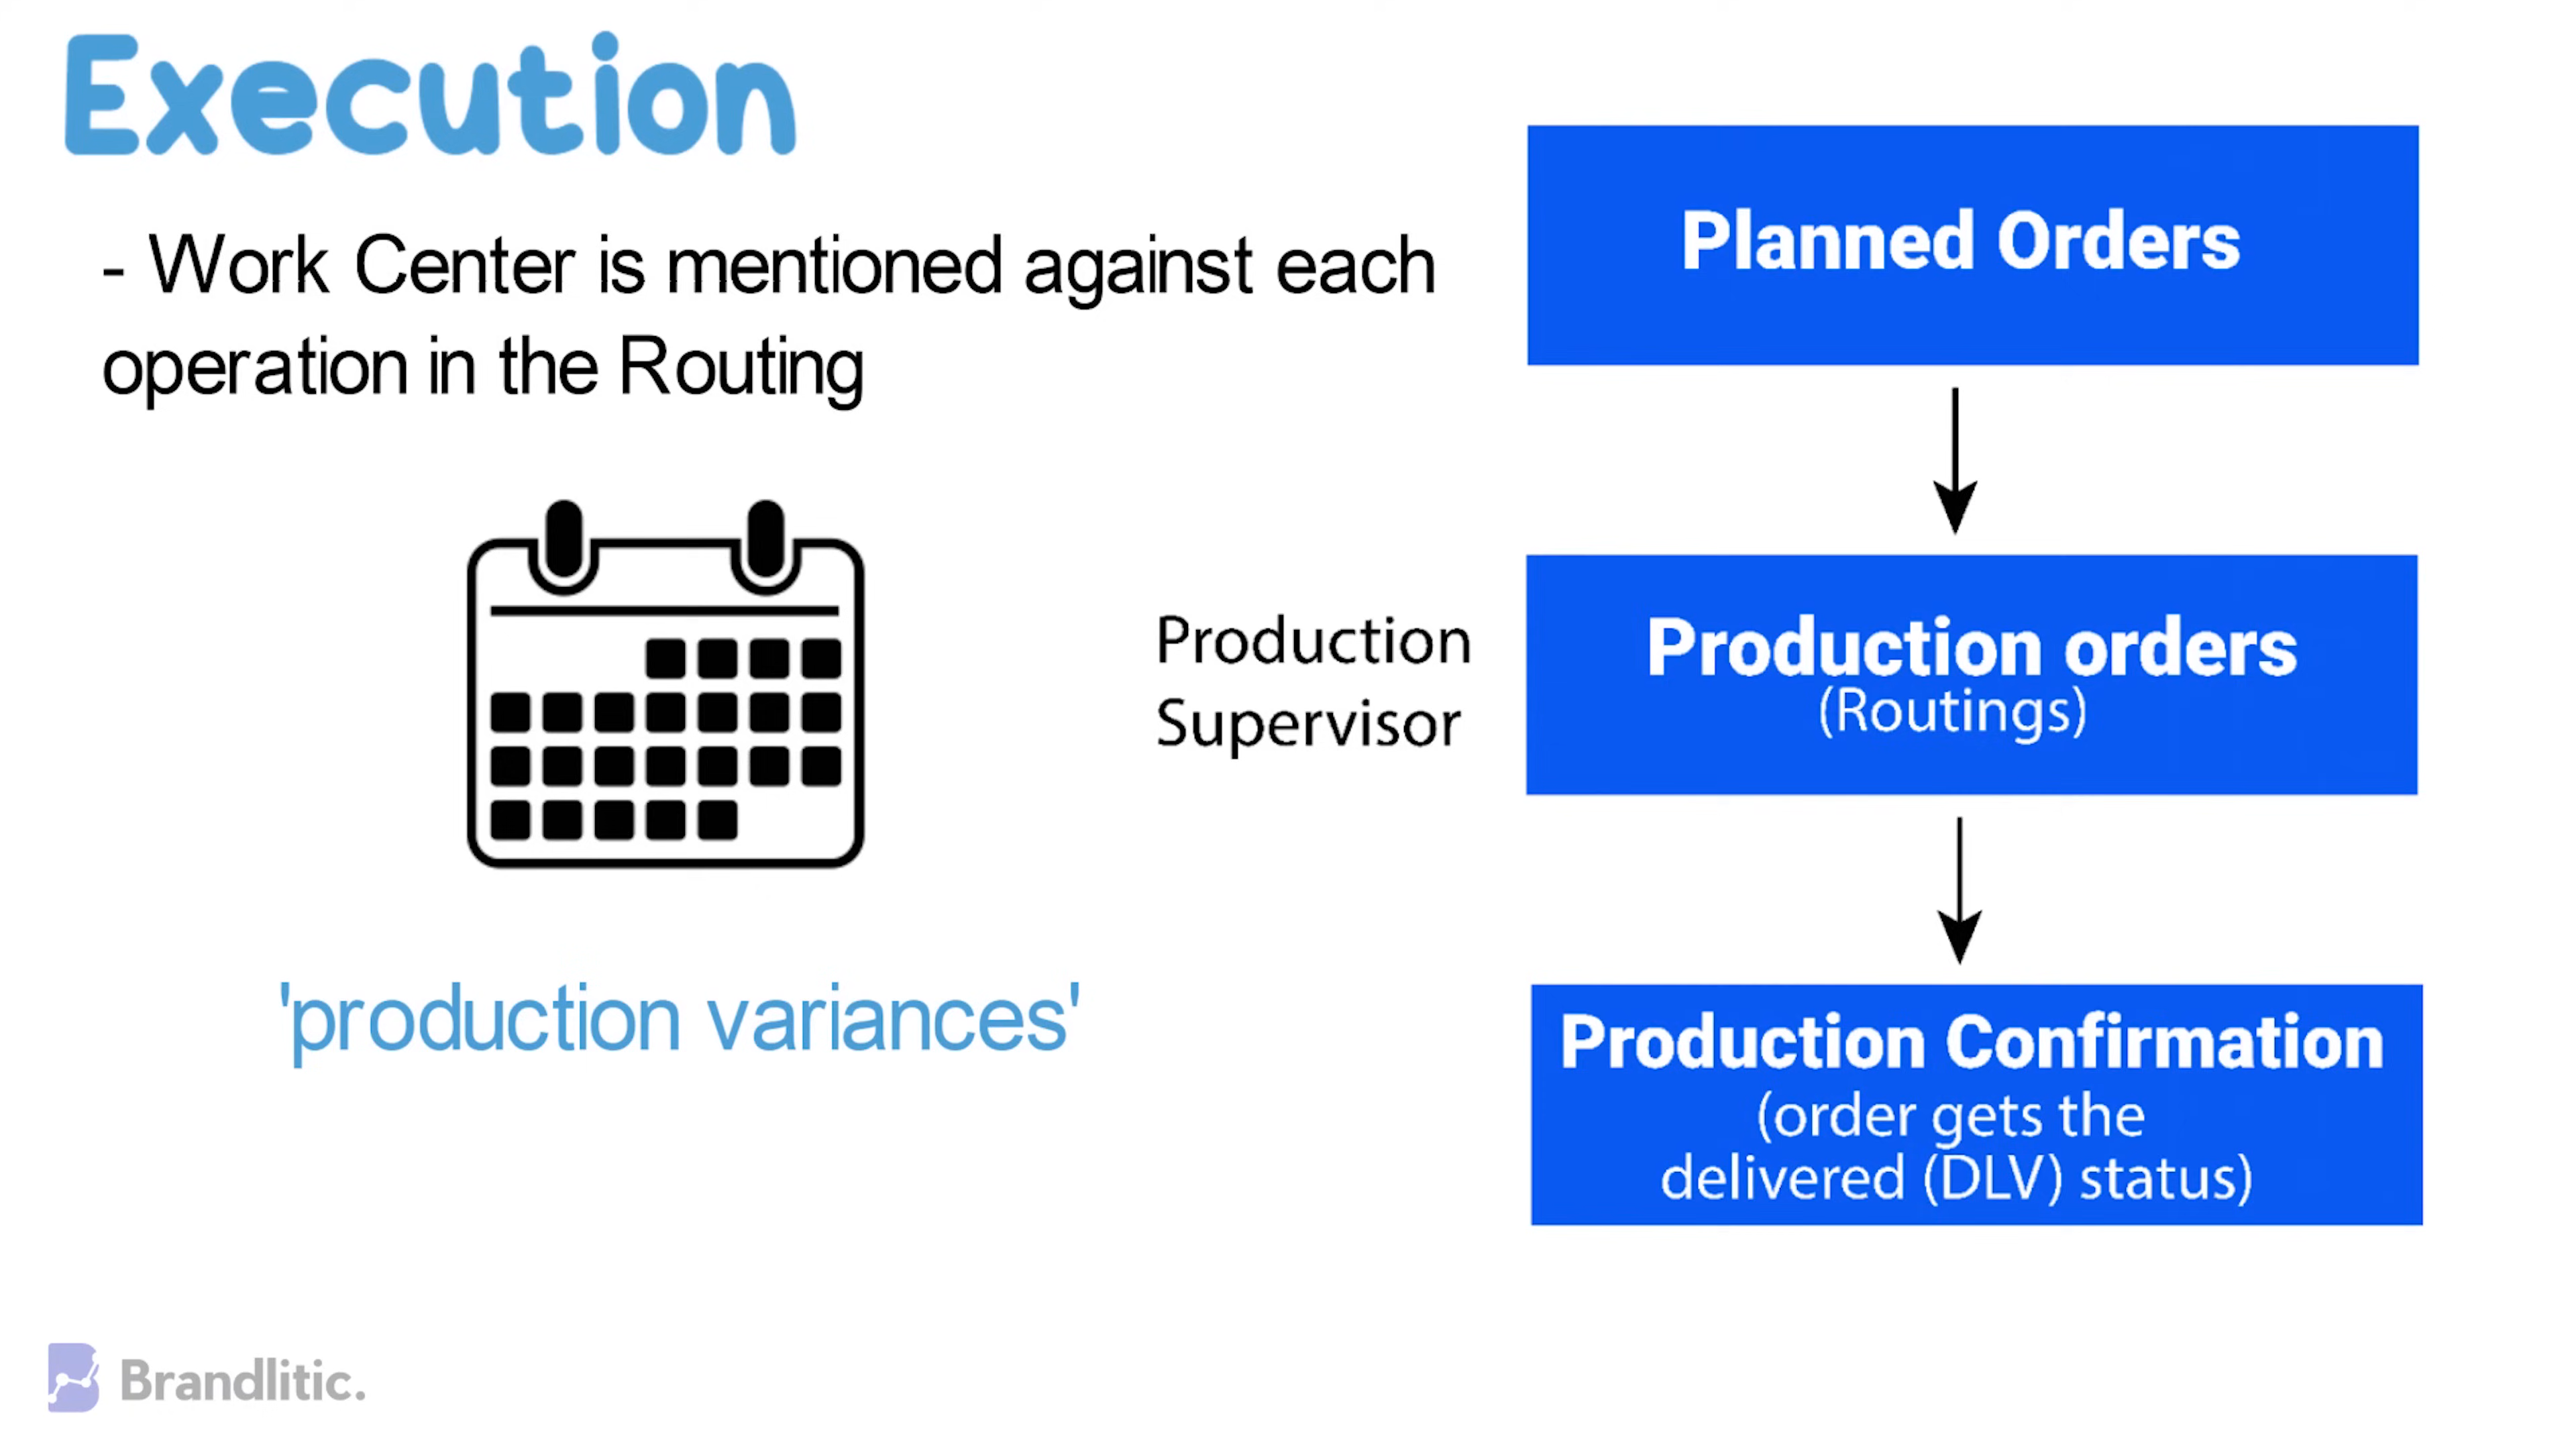 Execution
- Work Center is mentioned against each
operation in the Routing
'production variances'
Production
Supervisor
Planned Orders
Production orders
(Routings)
Production Confirmation
(order gets the
delivered (DLV) status)
Brandlitic.